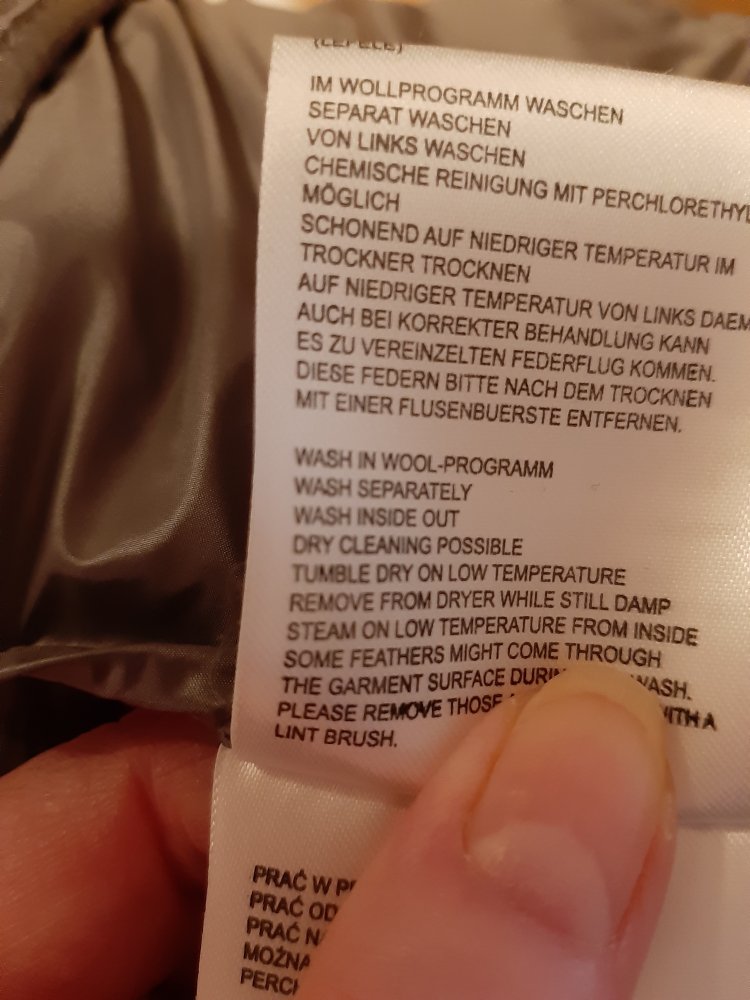 IM WOLLPROGRAMM WASCHEN
SEPARAT WASCHEN
VON LINKS WASCHEN
CHEMISCHE REINIGUNG MIT
MÖGLICH
SCHONEND AUF NIEDRIGER TEMPERATUR IM
TROCKNER TROCKNEN
AUF NIEDRIGER TEMPERATUR VON LINKS
AUCH BEI KORREKTER BEHANDLUNG KANN
ES ZU VEREINZELTEN FEDERFLUG KOMMEN.
DIESE FEDERN BITTE NACH DEM TROCKNEN
MIT EINER FLUSENBUERSTE ENTFERNEN.
WASH IN WOOL-PROGRAMM
WASH SEPARATELY
WASH INSIDE OUT
DRY CLEANING POSSIBLE
TUMBLE DRY ON LOW TEMPERATURE
REMOVE FROM DRYER WHILE STILL DAMP
STEAM ON LOW TEMPERATURE FROM INSIDE
SOME FEATHERS MIGHT COME THROUGH
THE GARMENT SURFACE WASH.
PLEASE REMOVE THOSE WITH A
LINT BRUSH.
PRAĆ W
PRAĆ
PRAĆ